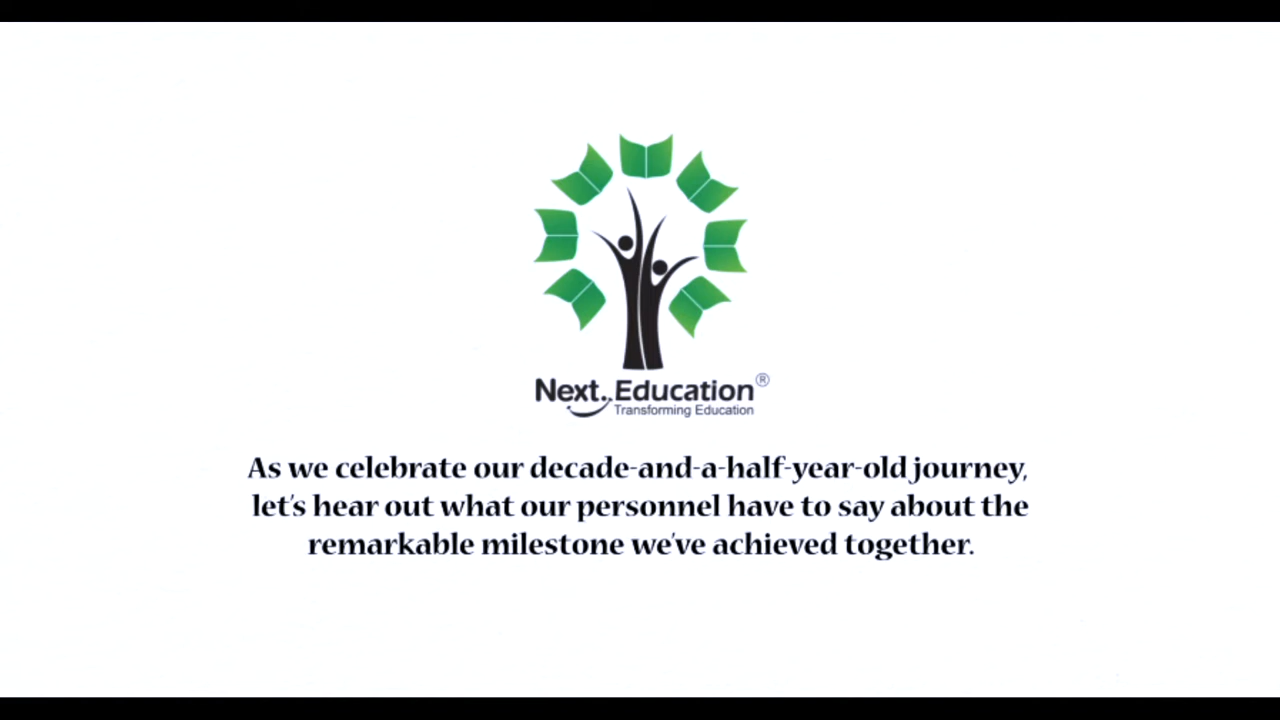 Next Education®
Transforming Education
As we celebrate our decade-and-a-half-year-old journey,
let's hear out what our personnel have to say about the
remarkable milestone we've achieved together.